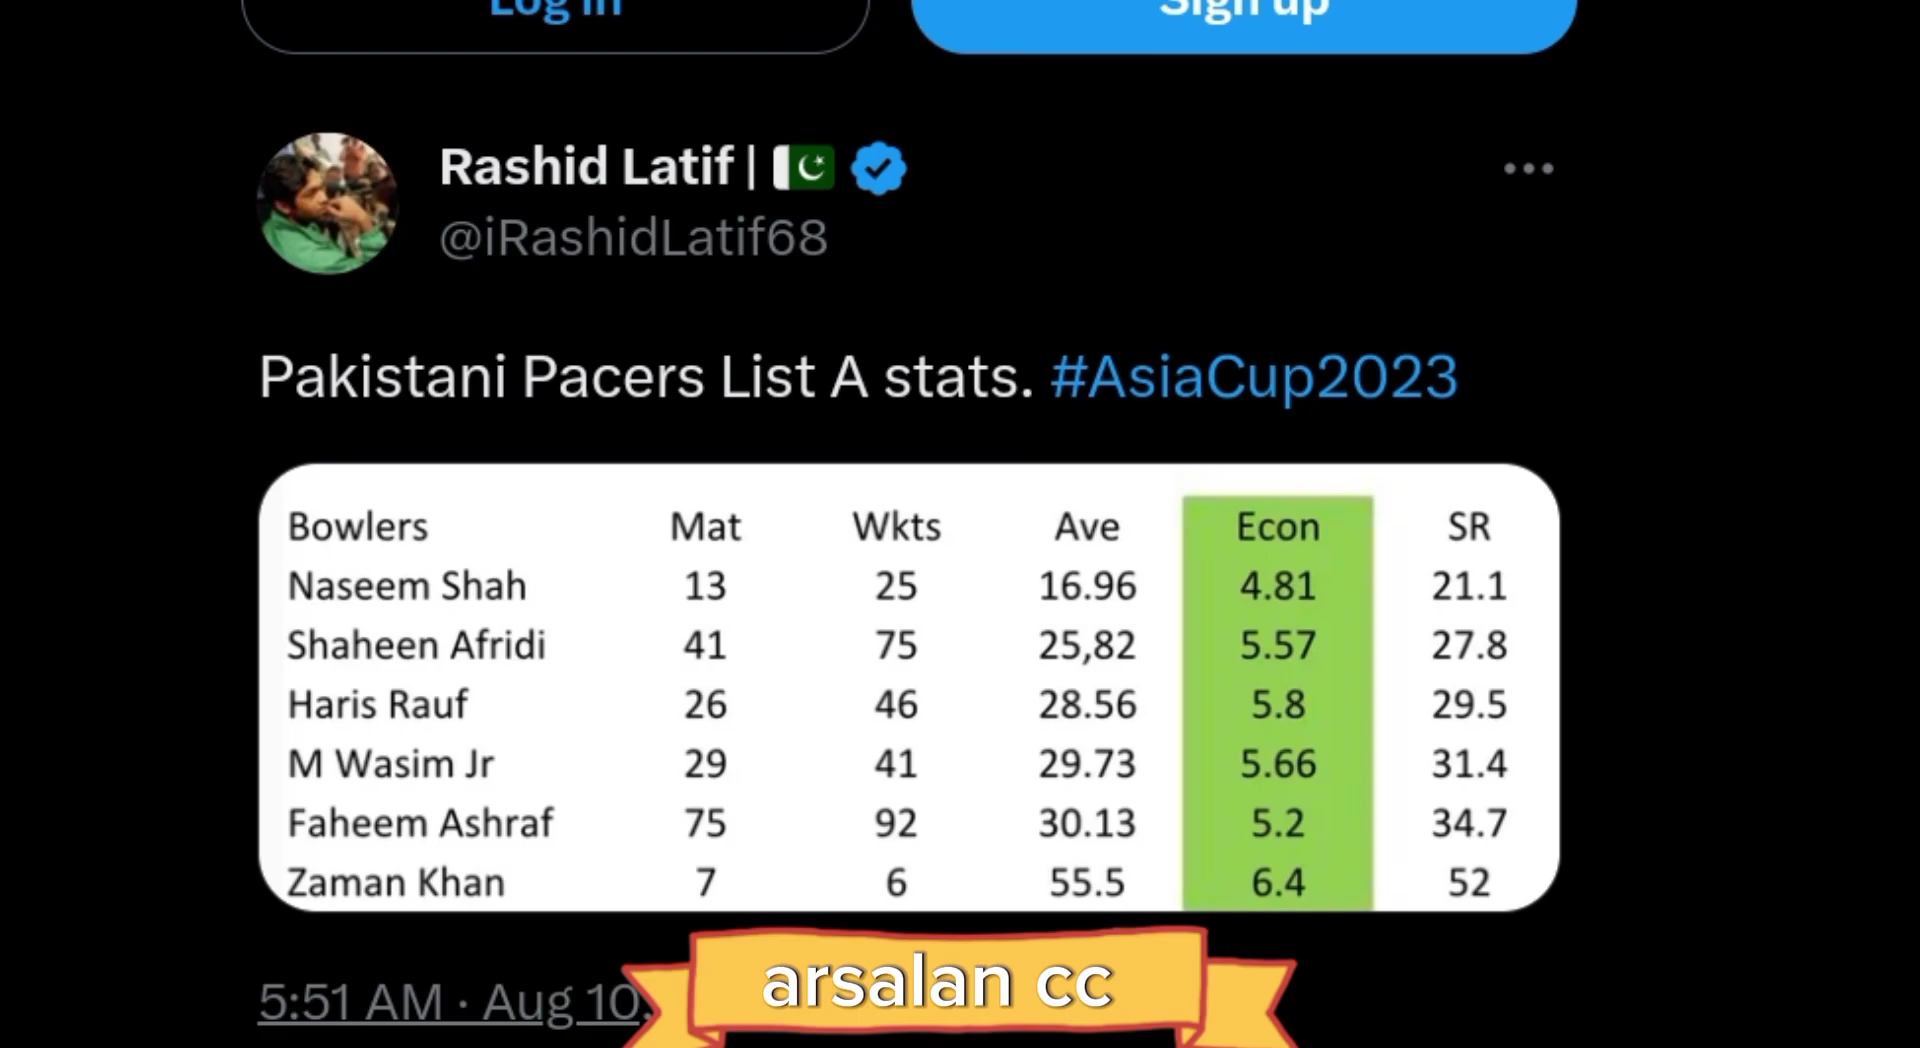 Log in
Sign up
Rashid Latif |
@iRashidLatif68
Pakistani Pacers List A stats. #AsiaCup2023
Bowlers Mat Wkts Ave Econ SR
Naseem Shah 13 25 16.96 4.81 21.1
Shaheen Afridi 41 75 25,82 5.57 27.8
Haris Rauf 26 46 28.56 5.8 29.5
M Wasim Jr 29 41 29.73 5.66 31.4
Faheem Ashraf 75 92 30.13 5.2 34.7
Zaman Khan 7 6 55.5 6.4 52
arsalan cc
5:51 AM · Aug 10,